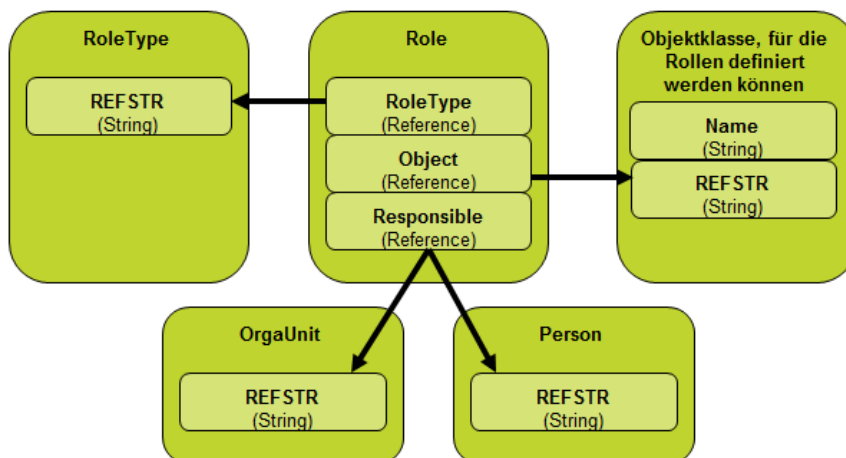 RoleType
REFSTR
(String)
Role
RoleType
(Reference)
Object
(Reference)
Responsible
(Reference)
Objektklasse, für die
Rollen definiert
werden können
Name
(String)
REFSTR
(String)
OrgaUnit
REFSTR
(String)
Person
REFSTR
(String)